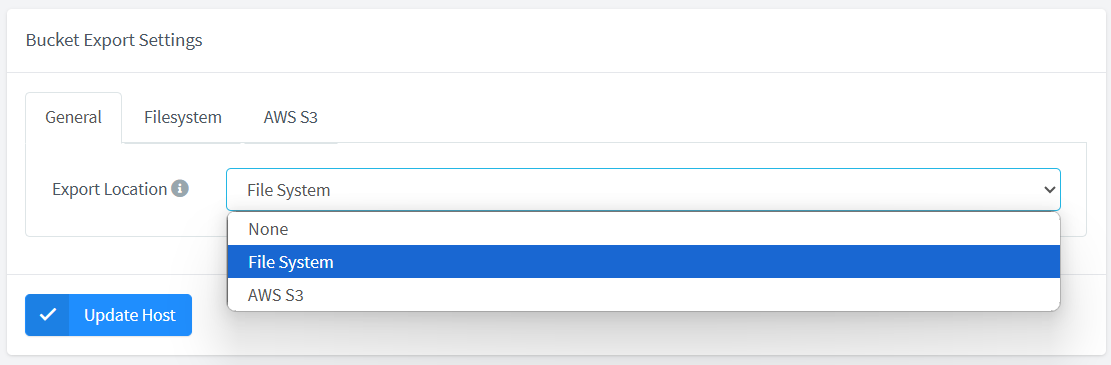 Bucket Export Settings
General Filesystem AWS S3
Export Location File System
None
File System
AWS S3
Update Host